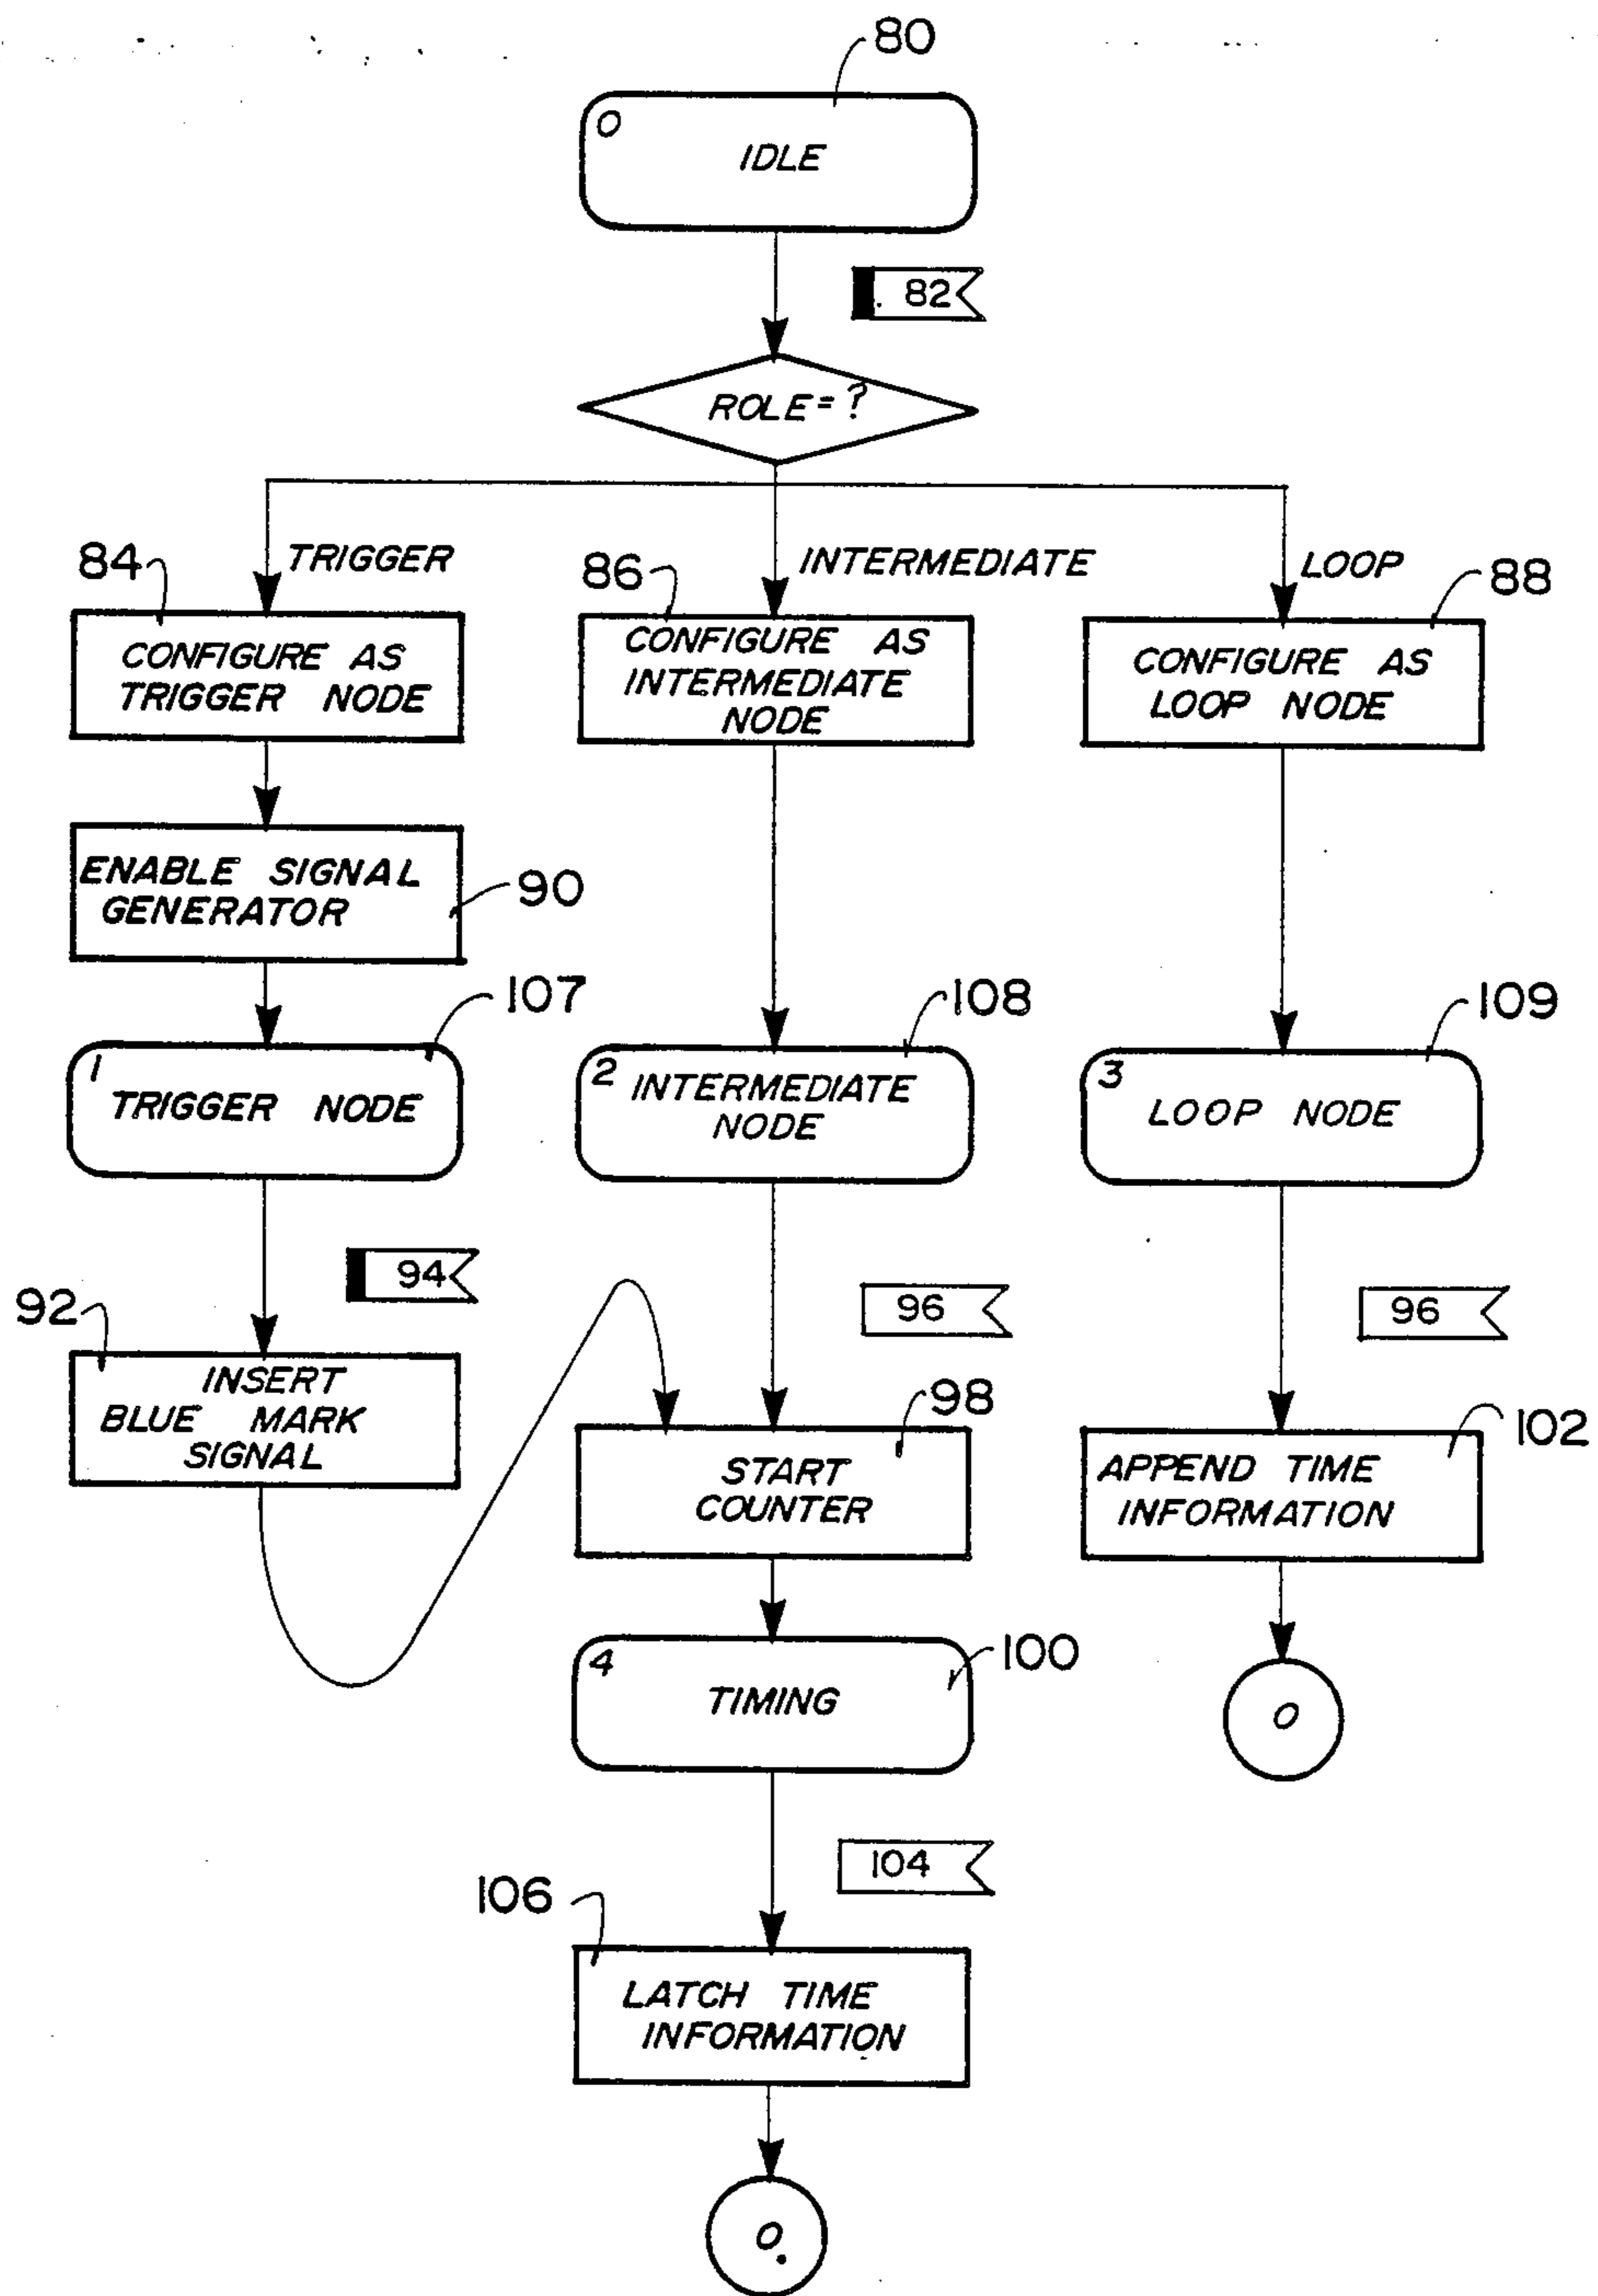 80
0
IDLE
82
ROLE=?
84
TRIGGER
86
INTERMEDIATE
LOOP
88
CONFIGURE AS
TRIGGER NODE
CONFIGURE AS
INTERMEDIATE
NODE
CONFIGURE AS
LOOP NODE
ENABLE SIGNAL
GENERATOR
90
107
108
109
1
TRIGGER NODE
2
INTERMEDIATE
NODE
3
LOOP NODE
94
96
96
92
INSERT
BLUE MARK
SIGNAL
98
START
COUNTER
102
APPEND TIME
INFORMATION
100
4
TIMING
0
104
106
LATCH TIME
INFORMATION
0